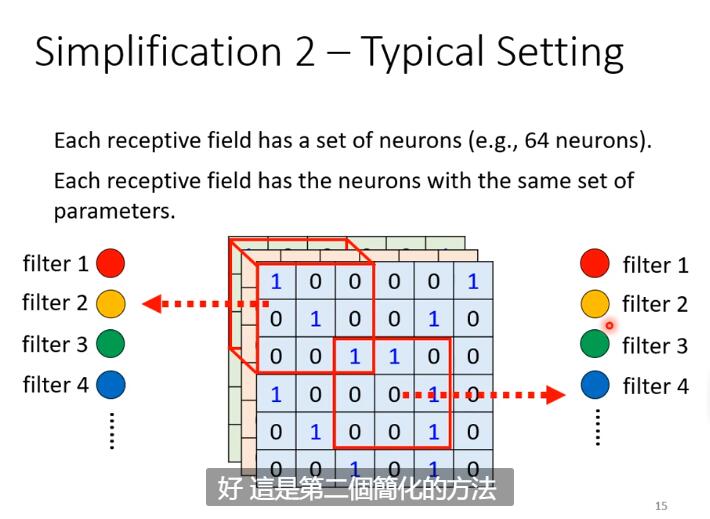 Simplification 2 – Typical Setting
Each receptive field has a set of neurons (e.g., 64 neurons).
Each receptive field has the neurons with the same set of
parameters.
filter 1
filter 2
filter 3
filter 4
1 0 0 0 0 1
0 1 0 0 1 0
0 0 1 1 0 0
1 0 0 0 1 0
0 1 0 0 1 0
0 0 1 0 1 0
filter 1
filter 2
filter 3
filter 4
好 這是第二個簡化的方法
15